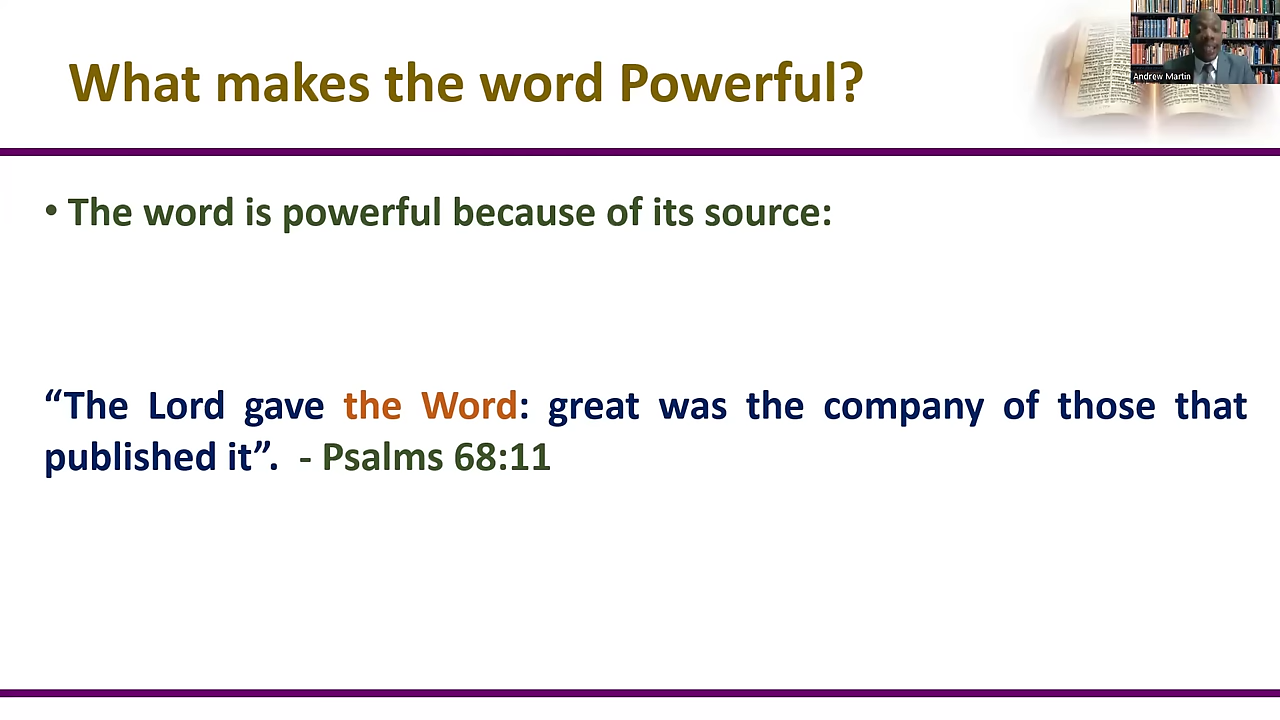 What makes the word Powerful?
Andrew Martin
• The word is powerful because of its source:
“The Lord gave the Word: great was the company of those that
published it”. - Psalms 68:11